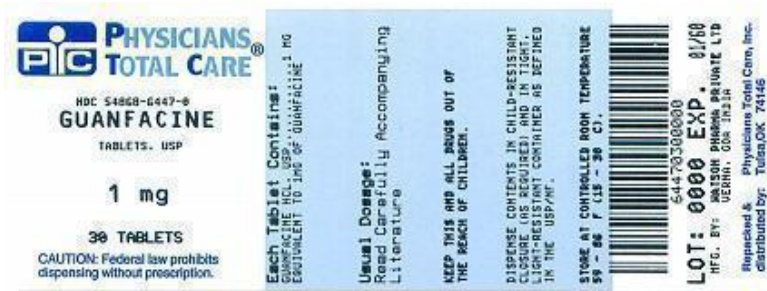 PTC PHYSICIANS
TOTAL CARE®
NDC 54868-6447-0
GUANFACINE
TABLETS, USP
1 mg
30 TABLETS
CAUTION: Federal law prohibits
dispensing without prescription.
Each Tablet Contains:
GUANFACINE HCL, USP..........1 MG
EQUIVALENT TO 1MG OF GUANFACINE
Usual Dosage:
Read Carefully Accompanying
Literature
KEEP THIS AND ALL DRUGS OUT OF
THE REACH OF CHILDREN.
DISPENSE CONTENTS IN CHILD-RESISTANT
CLOSURE (AS REQUIRED) AND IN TIGHT,
LIGHT-RESISTANT CONTAINER AS DEFINED
IN THE USP/NF.
STORE AT CONTROLLED ROOM TEMPERATURE
59 - 86 F (15 - 30 C).
64470300000
LOT: 0000 EXP. 01/60
MFG. BY: WATSON PHARMA PRIVATE LTD
VERNA, GOA INDIA
Repacked & Physicians Total Care, Inc.
distributed by: Tulsa,OK 74146